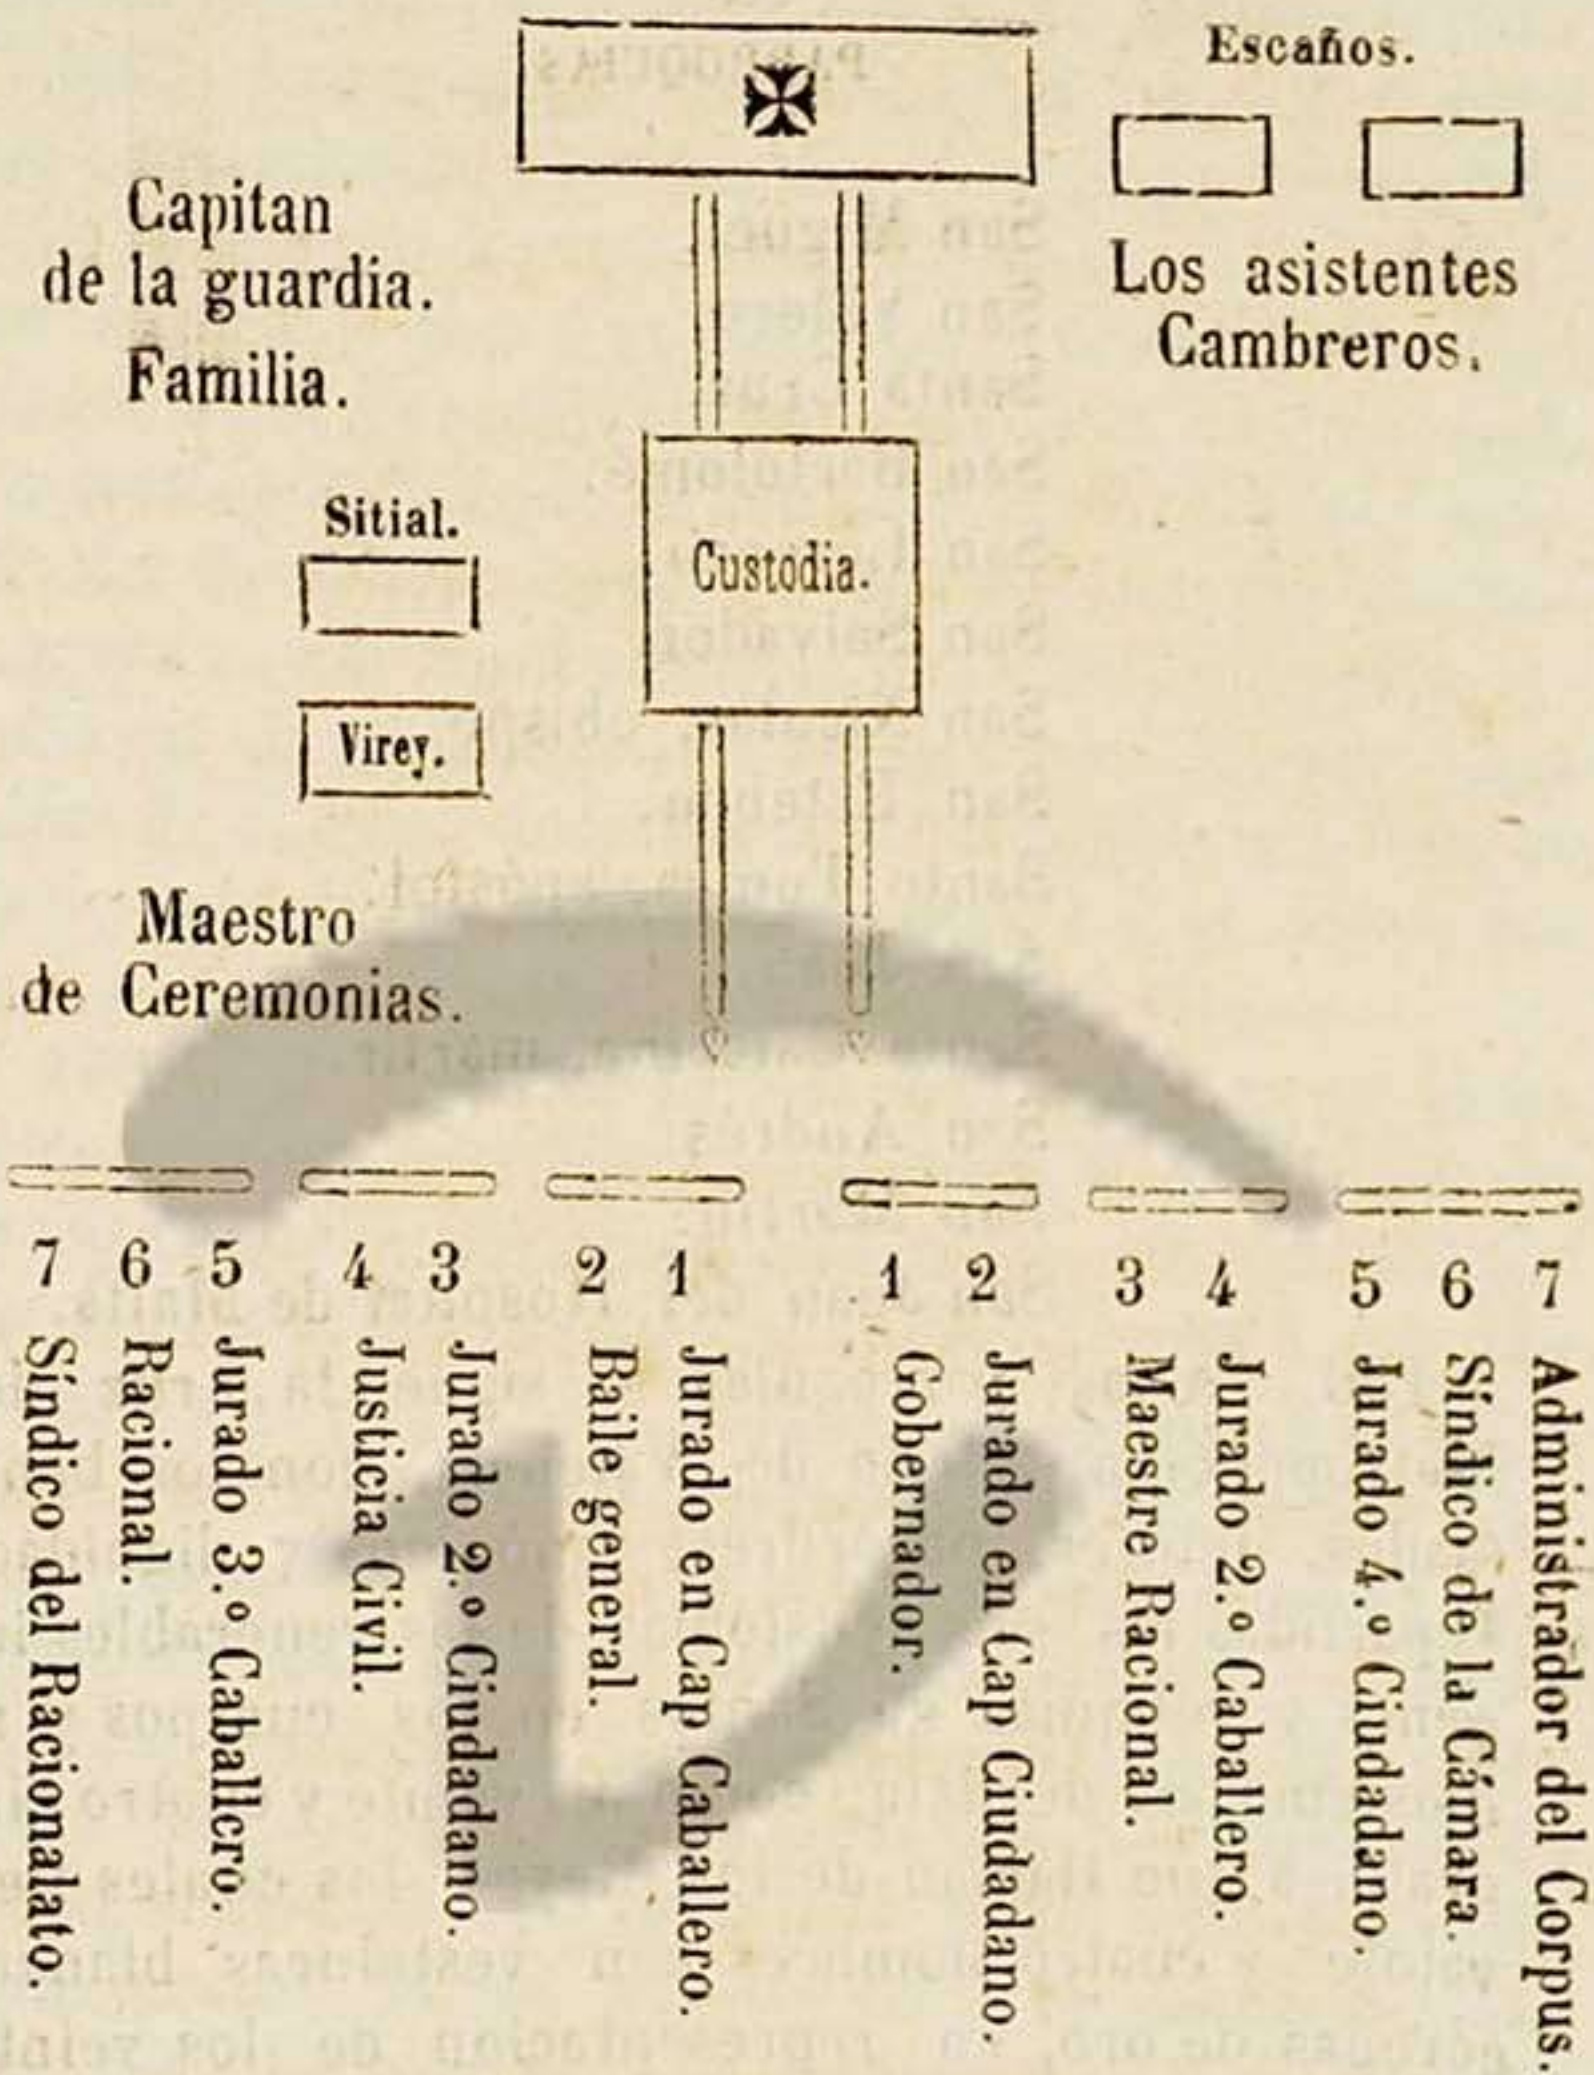 Escaños.
Capitan
de la guardia.
Familia.
Los asistentes
Cambreros.
Sitial.
Custodia.
Virey.
Maestro
de Ceremonias.
7 6 5 4 3 2 1 1 2 3 4 5 6 7
Síndico del Racionalato.
Racional.
Jurado 3.º Caballero.
Justicia Civil.
Jurado 2.º Ciudadano.
Baile general.
Jurado en Cap Caballero.
Gobernador.
Jurado en Cap Ciudadano.
Maestre Racional.
Jurado 2.º Caballero.
Jurado 4.º Ciudadano.
Síndico de la Cámara.
Administrador del Corpus.